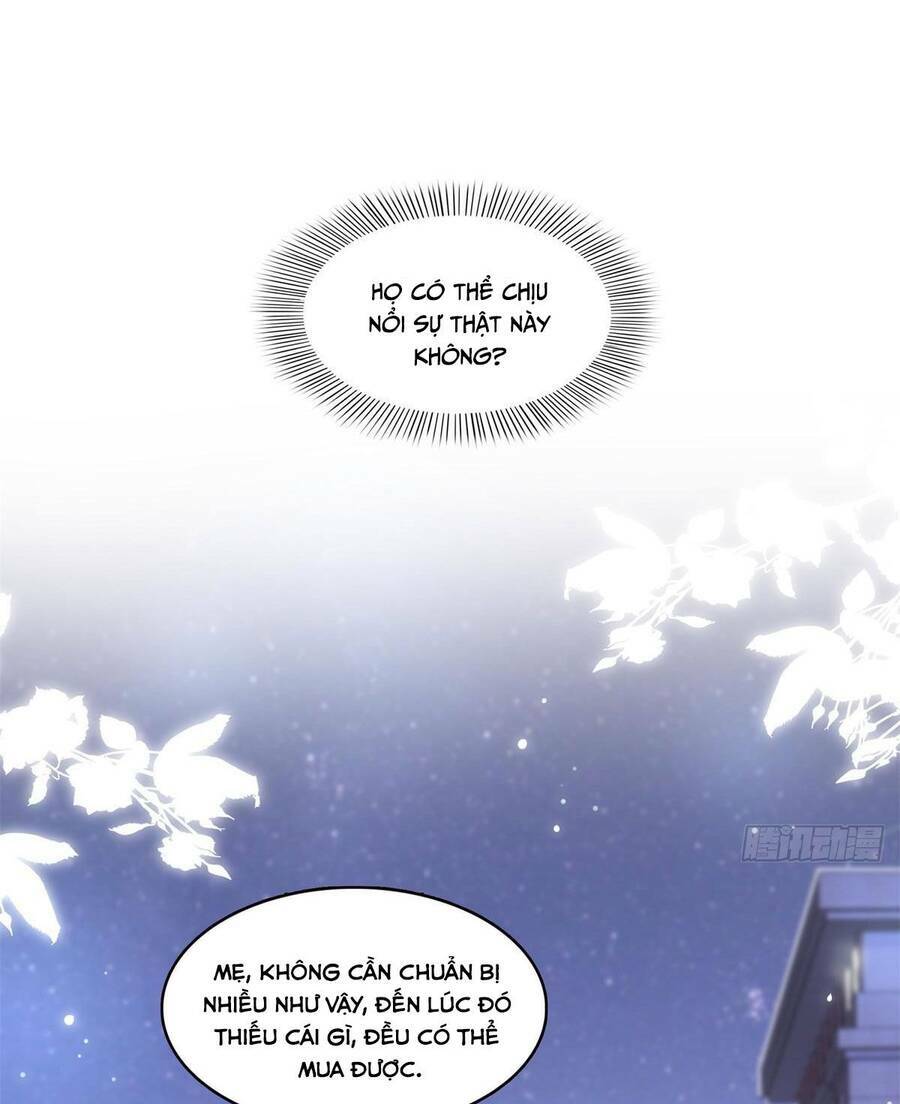 HỌ CÓ THỂ CHỊU
NỔI SỰ THẬT NÀY
KHÔNG?
腾讯动漫
MẸ, KHÔNG CẦN CHUẨN BỊ
NHIỀU NHƯ VẬY, ĐẾN LÚC ĐÓ
THIẾU CÁI GÌ, ĐỀU CÓ THỂ
MUA ĐƯỢC.